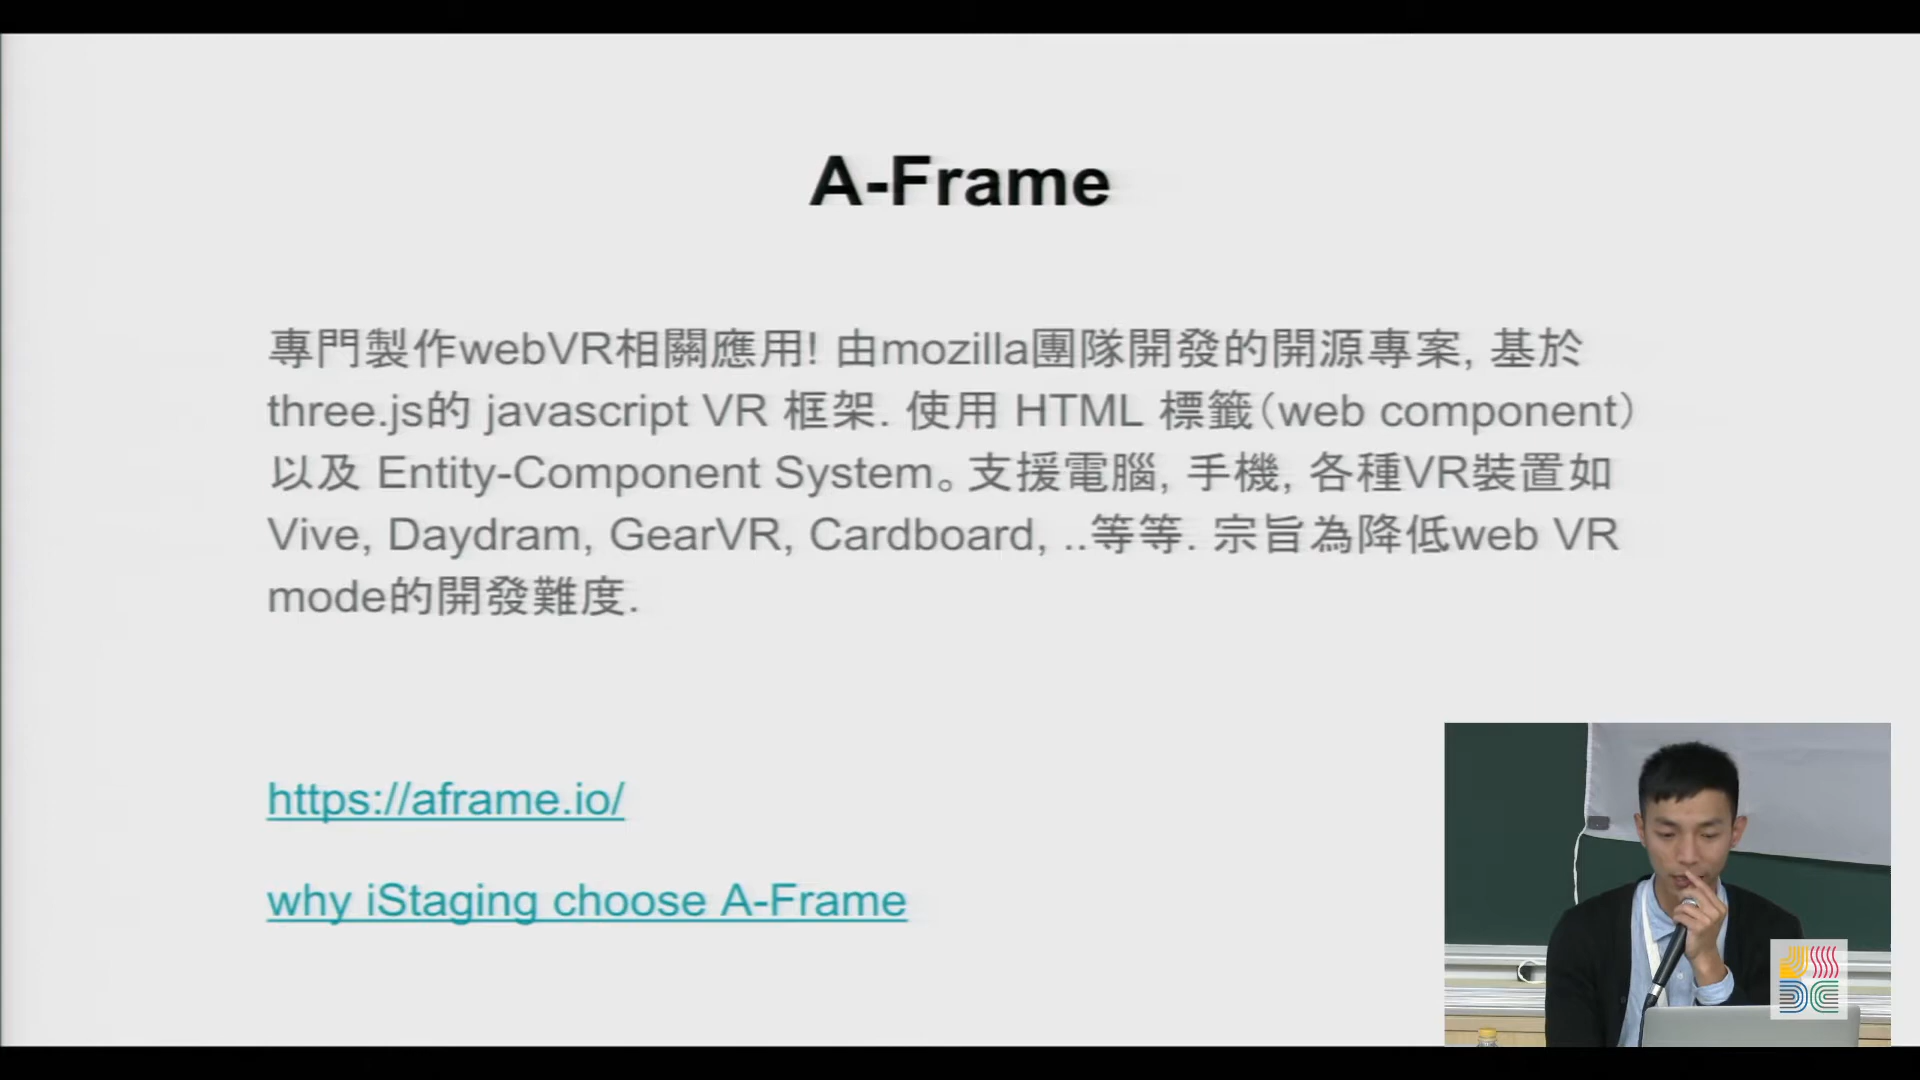 A-Frame
專門製作webVR相關應用! 由mozilla團隊開發的開源專案, 基於
three.js的 javascript VR 框架. 使用 HTML 標籤（web component）
以及 Entity-Component System。支援電腦, 手機, 各種VR裝置如
Vive, Daydram, GearVR, Cardboard, ..等等. 宗旨為降低web VR
mode的開發難度.
https://aframe.io/
why iStaging choose A-Frame
JS
DC